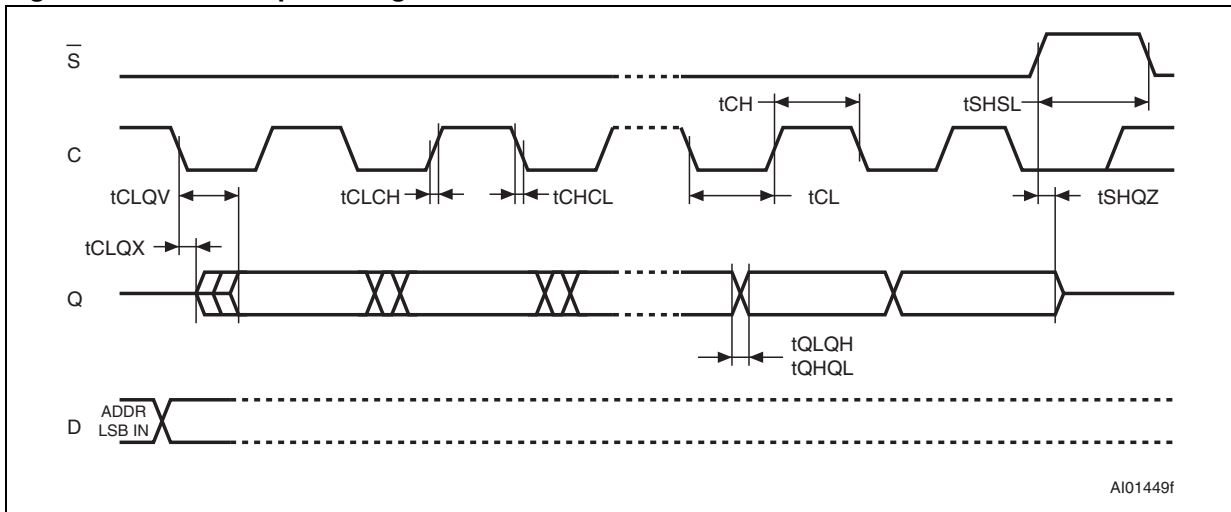 S
tCH
tSHSL
C
tCLQV
tCLCH
tCHCL
tCL
tSHQZ
tCLQX
Q
tQLQH
tQHQL
D
ADDR
LSB IN
AI01449f